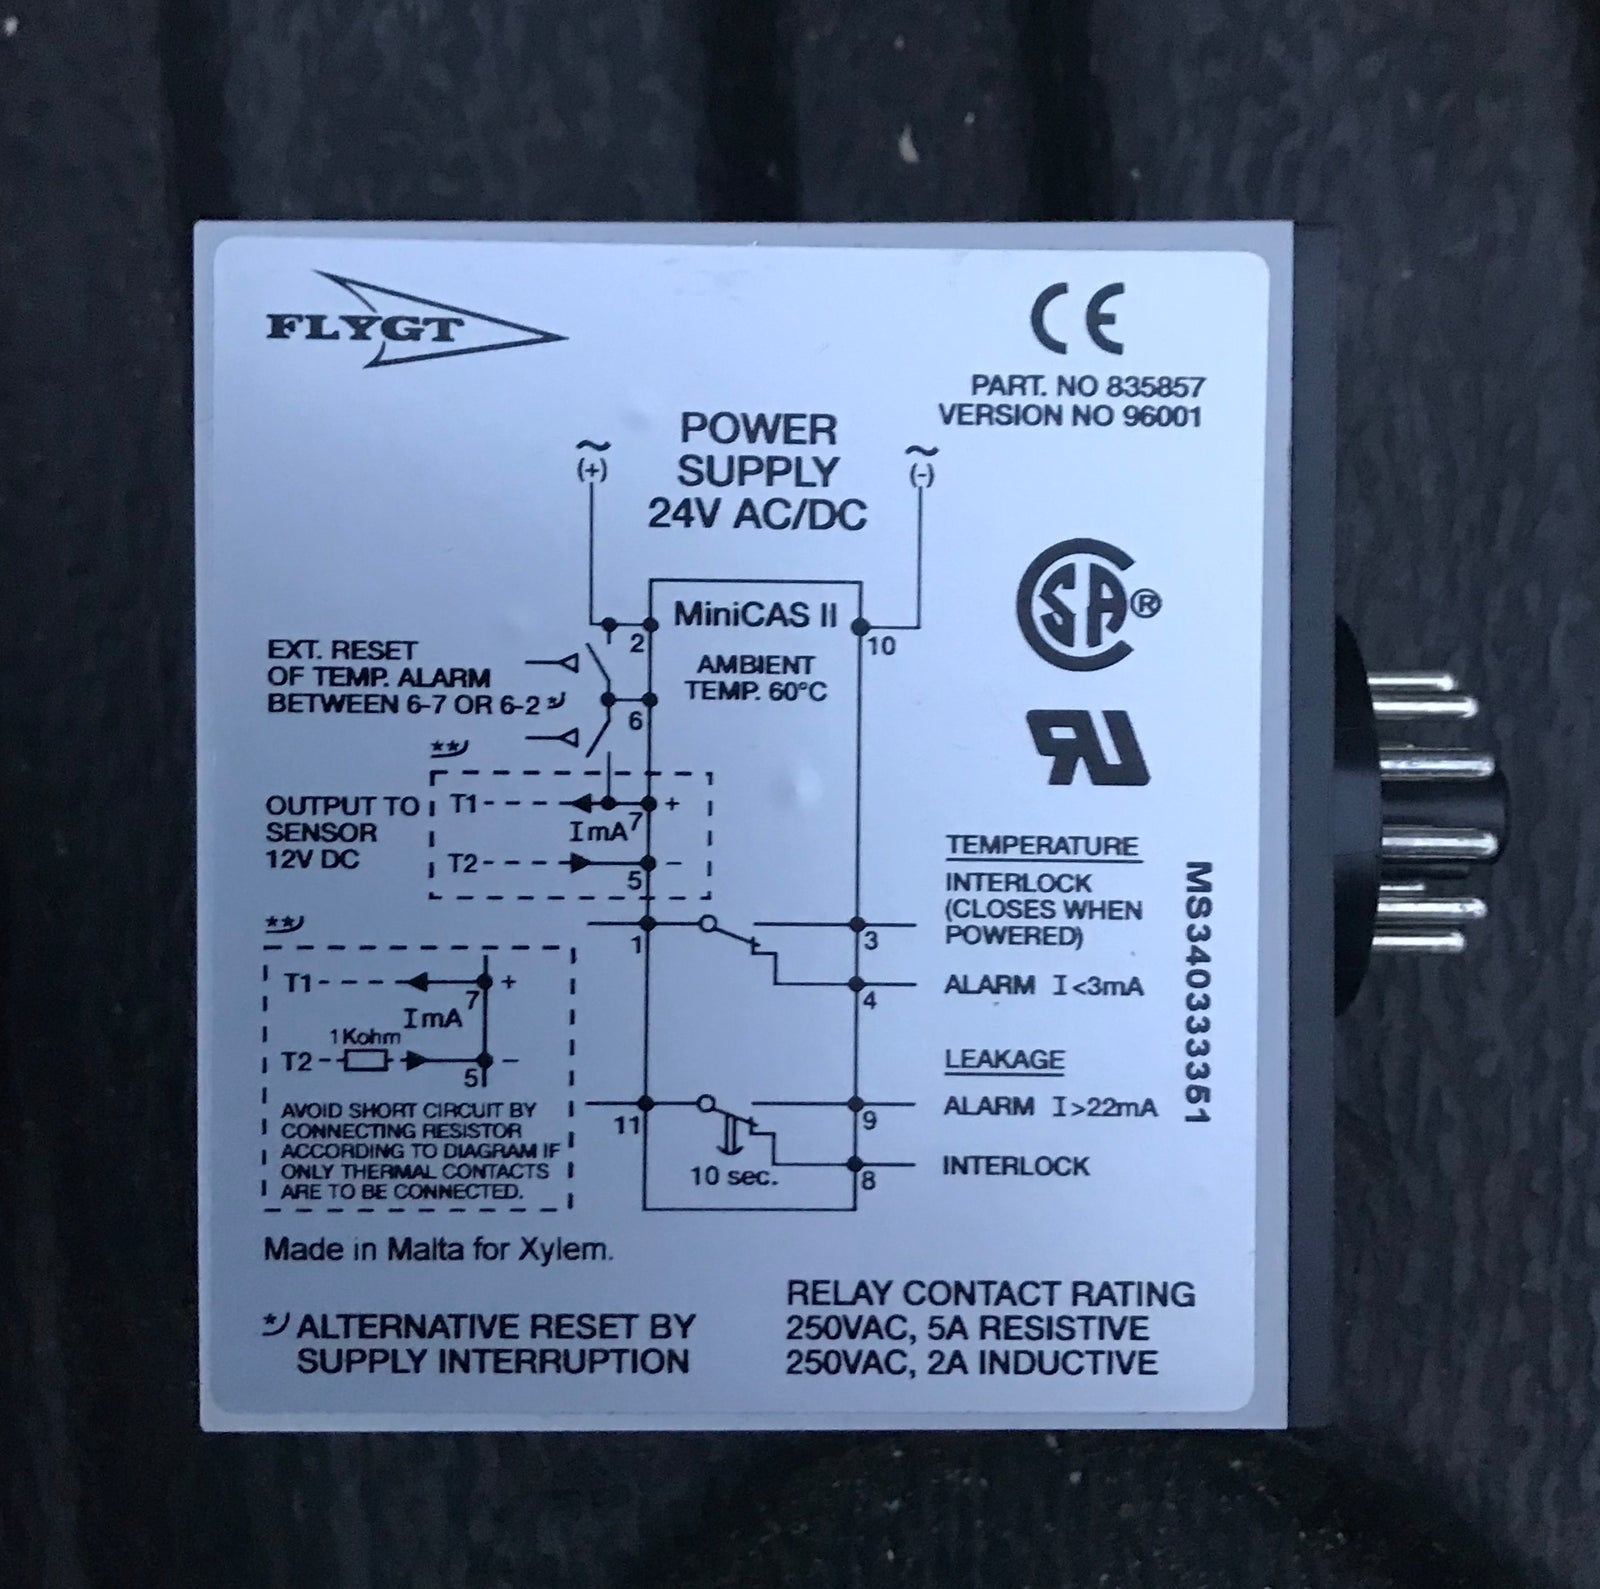 FLYGT
CE
PART. NO 835857
VERSION NO 96001
POWER
SUPPLY
24V AC/DC
~
(+)
~
(-)
MiniCAS II
2
10
AMBIENT
TEMP. 60°C
SA ®
EXT. RESET
OF TEMP. ALARM
BETWEEN 6-7 OR 6-2 *)
6
**)
OUTPUT TO
SENSOR
12V DC
T1
7
+
ImA
T2
5
-
RU
TEMPERATURE
INTERLOCK
(CLOSES WHEN
POWERED)
1
3
ALARM I<3mA
4
**)
T1
7
+
ImA
1Kohm
T2
5
-
AVOID SHORT CIRCUIT BY
CONNECTING RESISTOR
ACCORDING TO DIAGRAM IF
ONLY THERMAL CONTACTS
ARE TO BE CONNECTED.
LEAKAGE
11
9
ALARM I>22mA
10 sec.
8
INTERLOCK
Made in Malta for Xylem.
*) ALTERNATIVE RESET BY
SUPPLY INTERRUPTION
RELAY CONTACT RATING
250VAC, 5A RESISTIVE
250VAC, 2A INDUCTIVE